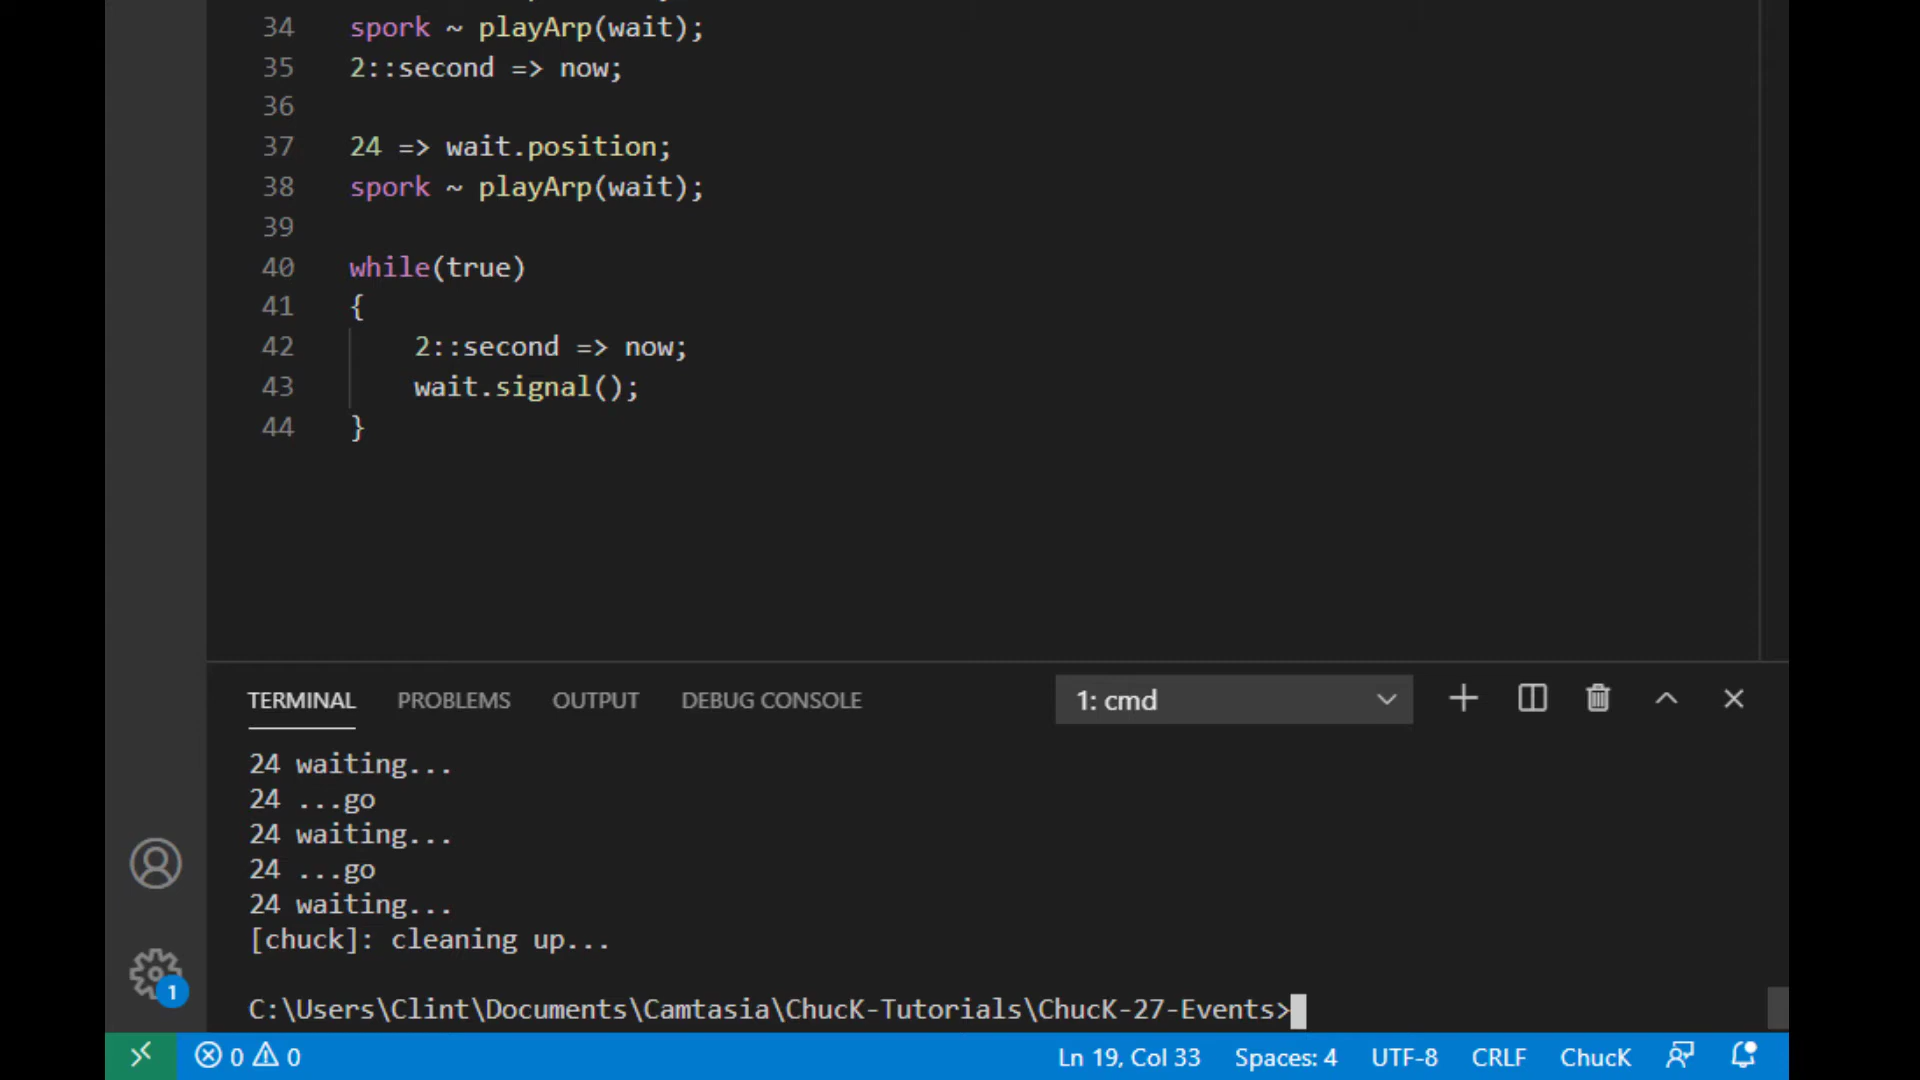 34 spork ~ playArp(wait);
35 2::second => now;
36
37 24 => wait.position;
38 spork ~ playArp(wait);
39
40 while(true)
41 {
42 2::second => now;
43 wait.signal();
44 }
TERMINAL PROBLEMS OUTPUT DEBUG CONSOLE 1: cmd
24 waiting...
24 ...go
24 waiting...
24 ...go
24 waiting...
[chuck]: cleaning up...
C:\Users\Clint\Documents\Camtasia\ChucK-Tutorials\ChucK-27-Events>
1
0 0 Ln 19, Col 33 Spaces: 4 UTF-8 CRLF ChucK